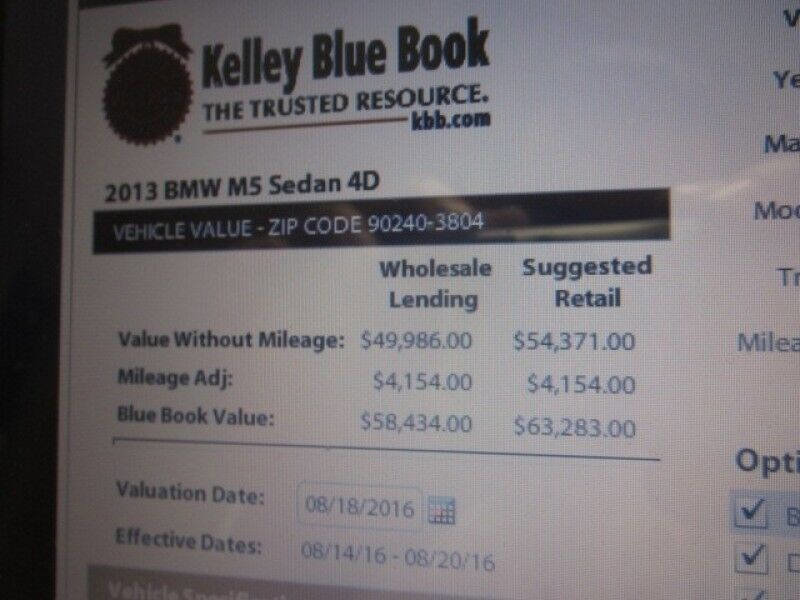 Kelley Blue Book
THE TRUSTED RESOURCE.
kbb.com
2013 BMW M5 Sedan 4D
VEHICLE VALUE - ZIP CODE 90240-3804
Wholesale Lending Suggested Retail
Value Without Mileage: $49,986.00 $54,371.00
Mileage Adj: $4,154.00 $4,154.00
Blue Book Value: $58,434.00 $63,283.00
Valuation Date: 08/18/2016
Effective Dates: 08/14/16 - 08/20/16
V
Ye
Ma
Mod
Tr
Milea
Opti
B